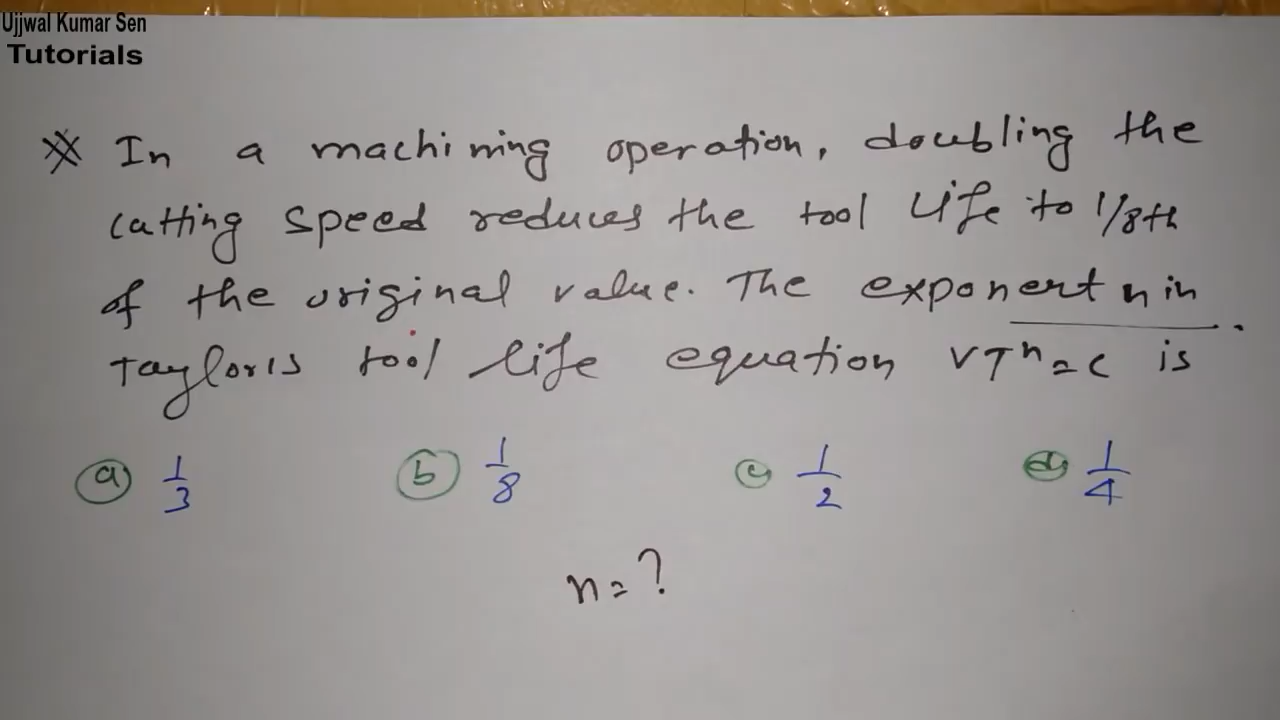 Ujjwal Kumar Sen
Tutorials
※ In a machining operation, doubling the
cutting speed reduces the tool life to 1/8th
of the original value. The exponent n in
Taylor's tool life equation VTⁿ = C is
(a) 1/3 (b) 1/8 (c) 1/2 (d) 1/4
n = ?